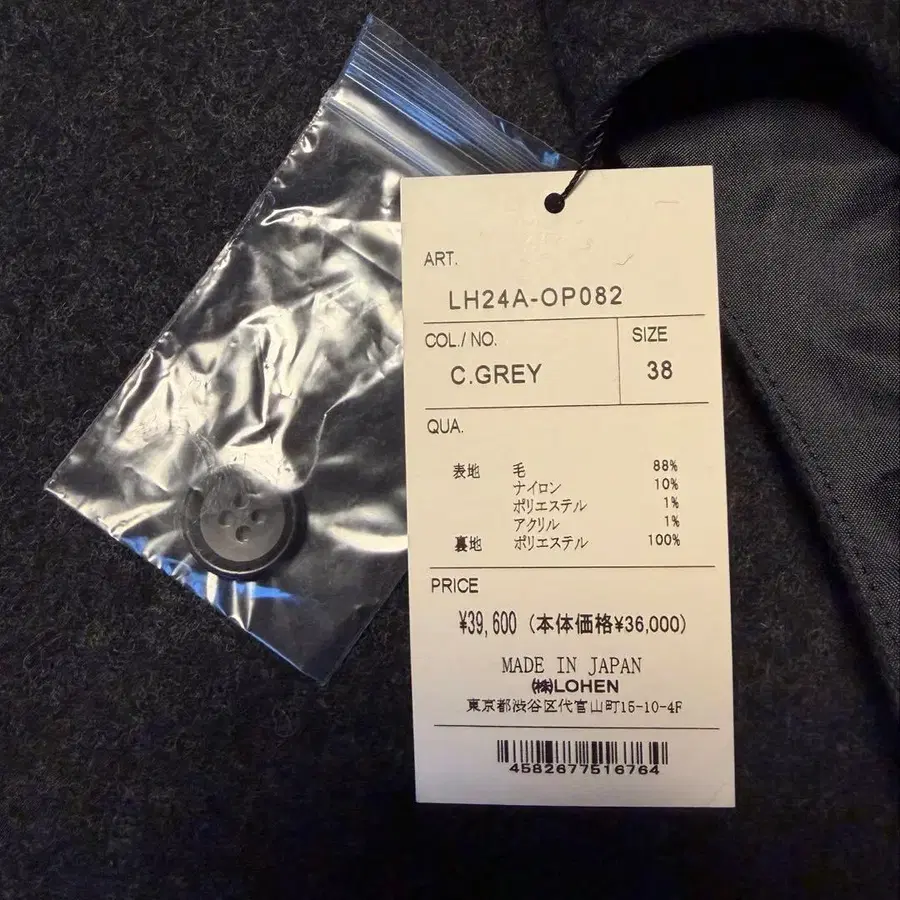 ART.
LH24A-OP082
COL./NO. SIZE
C.GREY 38
QUA.
表地 毛 88%
ナイロン 10%
ポリエステル 1%
アクリル 1%
裏地 ポリエステル 100%
PRICE
¥39,600 (本体価格¥36,000)
MADE IN JAPAN
㈱LOHEN
東京都渋谷区代官山町15-10-4F
4582677516764